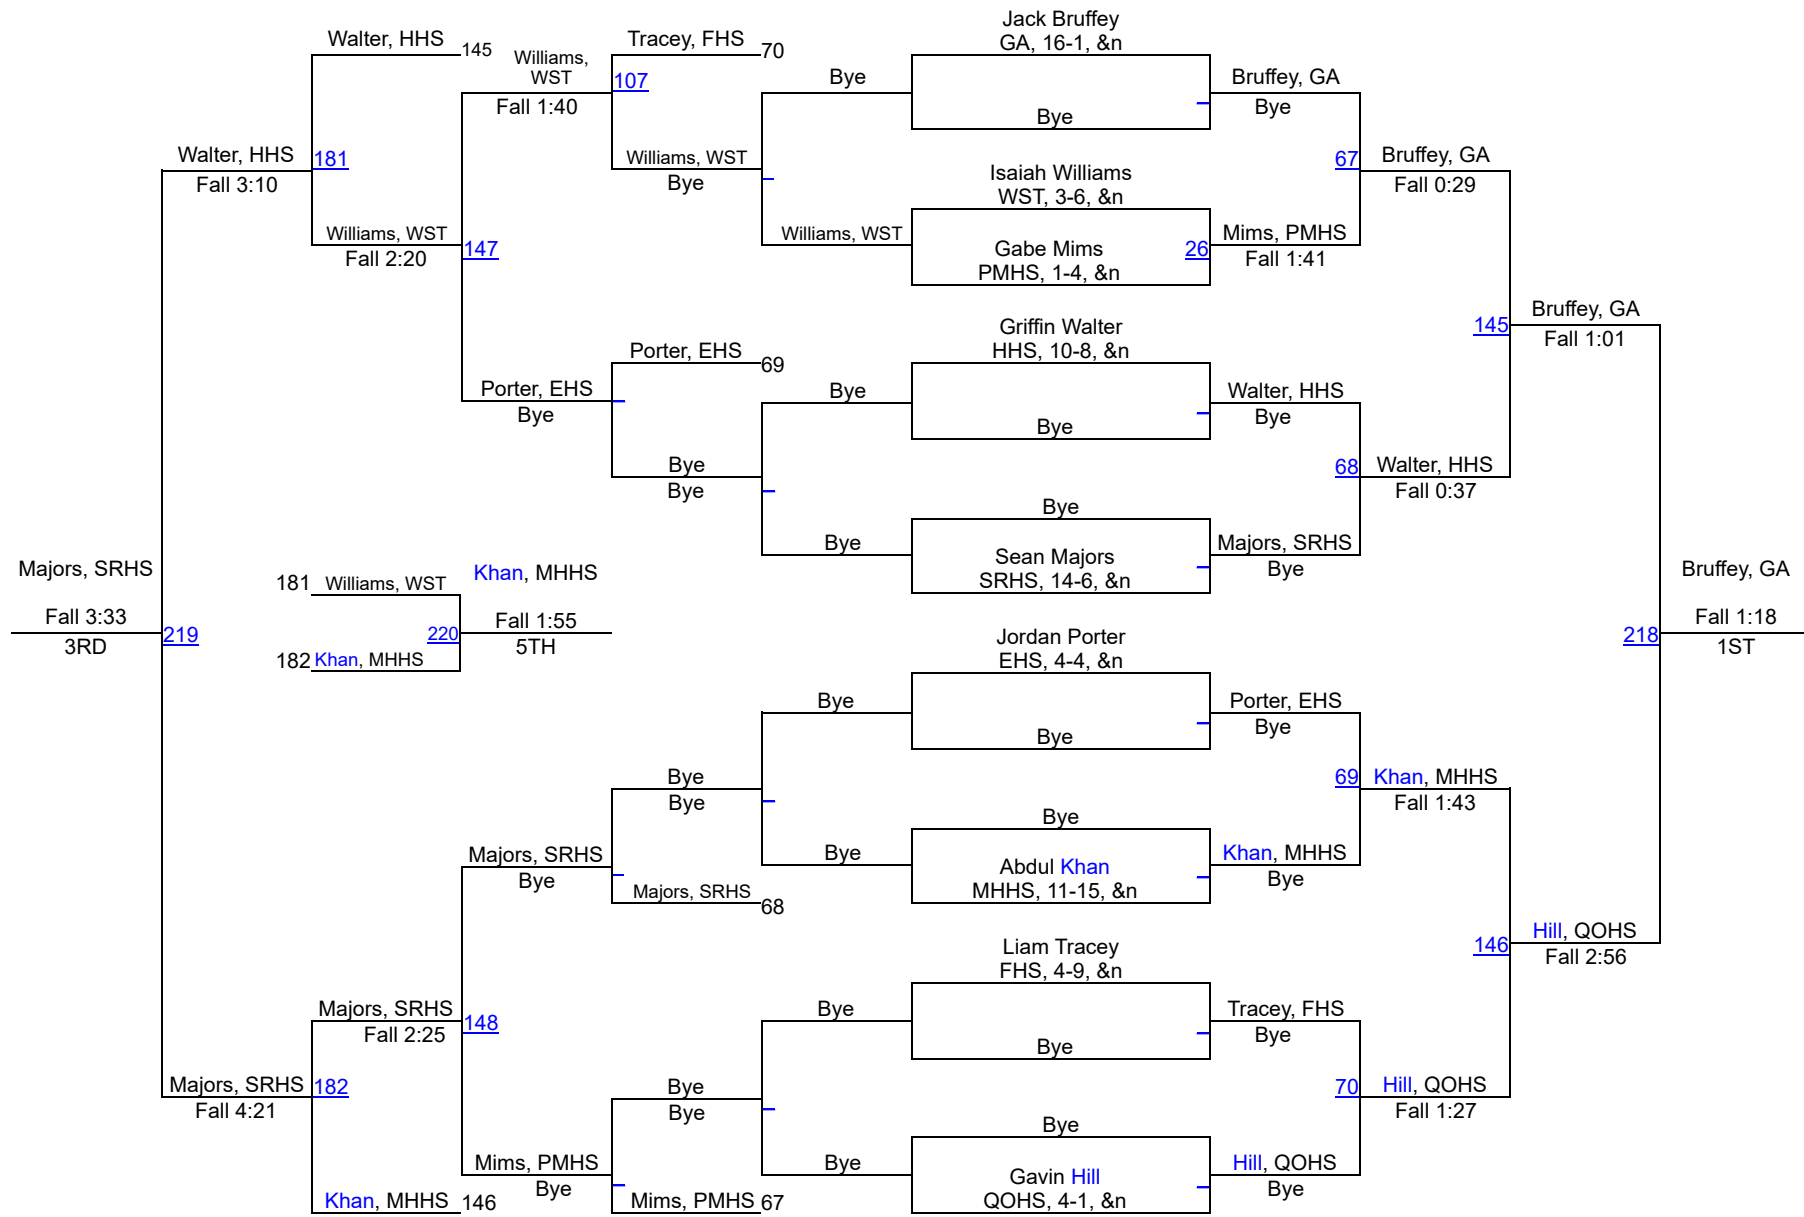 Jack Bruffey
Walter, HHS
145
Williams,
WST
Tracey, FHS
70
GA, 16-1, &n
107
Bye
Bruffey, GA
Fall 1:40
Bye
Bye
Walter, HHS
181
Williams, WST
67
Bruffey, GA
Fall 3:10
Bye
Isaiah Williams
WST, 3-6, &n
Fall 0:29
Williams, WST
147
Williams, WST
Gabe Mims
PMHS, 1-4, &n
26
Mims, PMHS
Fall 2:20
Fall 1:41
Bruffey, GA
145
Fall 1:01
Griffin Walter
HHS, 10-8, &n
Porter, EHS
69
Porter, EHS
Bye
Bye
Walter, HHS
Bye
Bye
Bye
Bye
68
Walter, HHS
Bye
Fall 0:37
Bye
Bye
Sean Majors
SRHS, 14-6, &n
Majors, SRHS
Bye
Majors, SRHS
181
Williams, WST
Khan, MHHS
Bruffey, GA
Fall 3:33
3RD
219
220
Fall 1:55
5TH
218
Fall 1:18
1ST
182
Khan, MHHS
Jordan Porter
EHS, 4-4, &n
Bye
Porter, EHS
Bye
Bye
Bye
Bye
69
Khan, MHHS
Fall 1:43
Bye
Majors, SRHS
Bye
Bye
Abdul Khan
MHHS, 11-15, &n
Khan, MHHS
Bye
Majors, SRHS
68
Liam Tracey
FHS, 4-9, &n
146
Hill, QOHS
Fall 2:56
Majors, SRHS
148
Fall 2:25
Bye
Tracey, FHS
Bye
Bye
Majors, SRHS
182
Fall 4:21
Bye
Bye
70
Hill, QOHS
Fall 1:27
Bye
Mims, PMHS
Bye
Bye
Gavin Hill
QOHS, 4-1, &n
Hill, QOHS
Bye
Khan, MHHS
146
Mims, PMHS
67